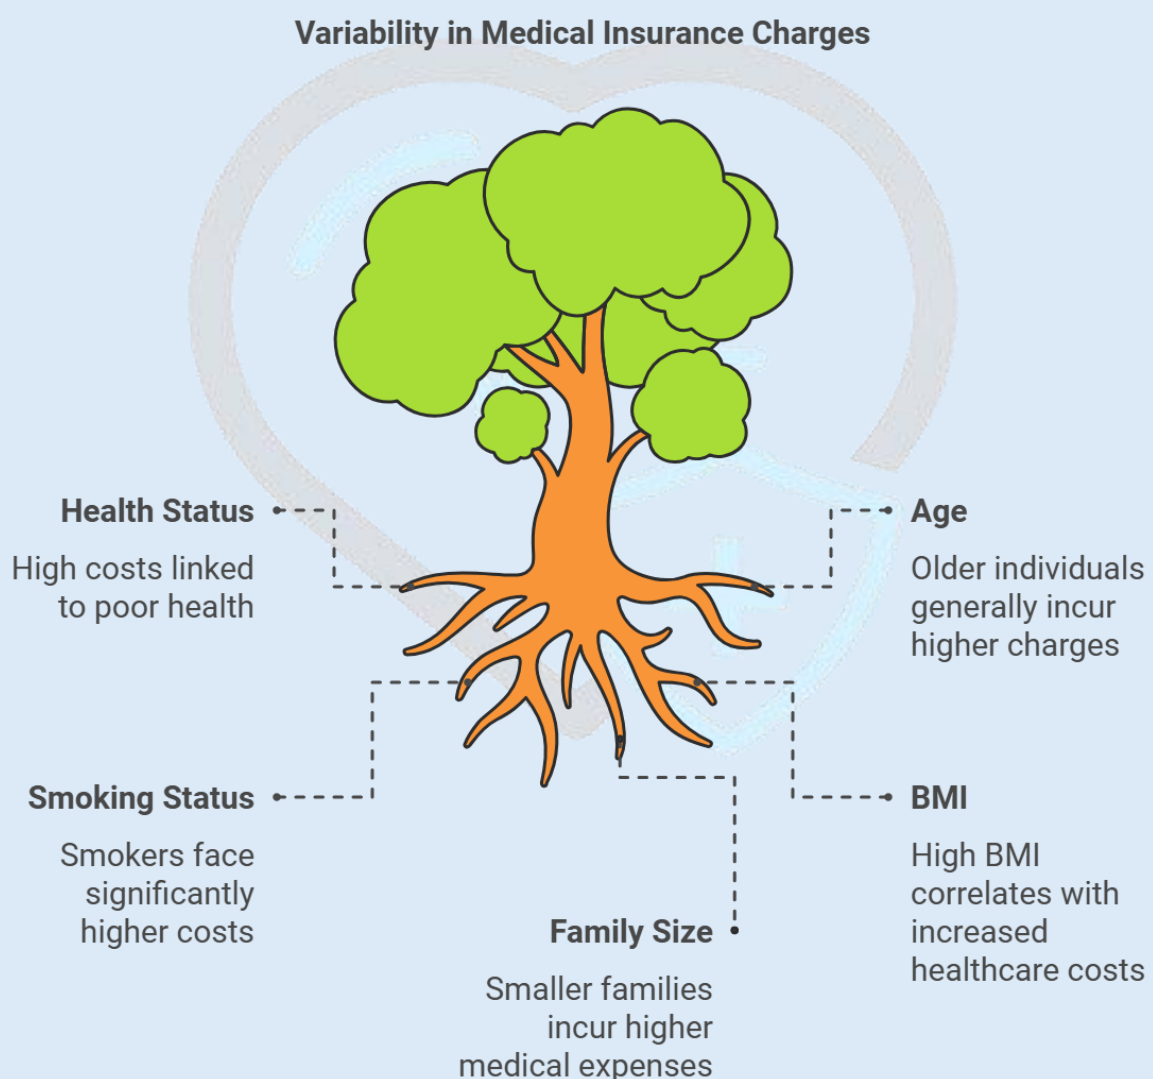 Variability in Medical Insurance Charges
Health Status
High costs linked
to poor health
Age
Older individuals
generally incur
higher charges
Smoking Status
Smokers face
significantly
higher costs
BMI
High BMI
correlates with
increased
healthcare costs
Family Size
Smaller families
incur higher
medical expenses